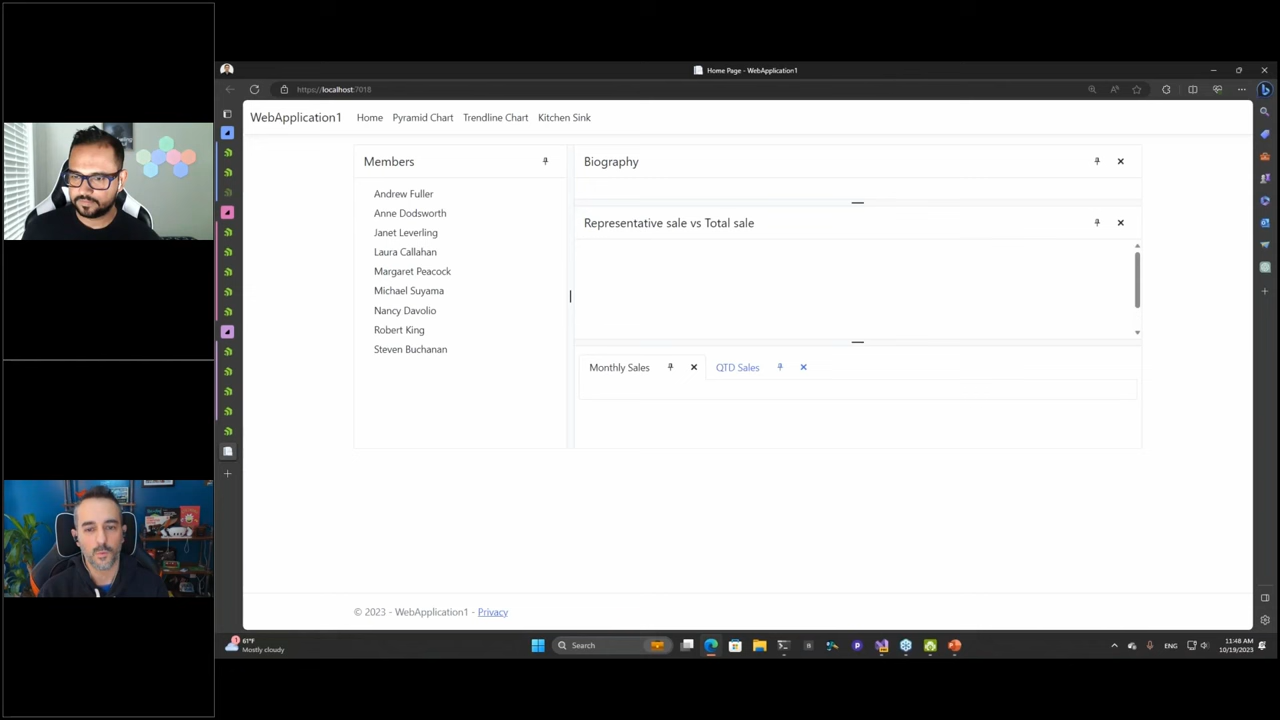 Home Page - WebApplication1
https://localhost:7018
WebApplication1 Home Pyramid Chart Trendline Chart Kitchen Sink
Members
Andrew Fuller
Anne Dodsworth
Janet Leverling
Laura Callahan
Margaret Peacock
Michael Suyama
Nancy Davolio
Robert King
Steven Buchanan
Biography
Representative sale vs Total sale
Monthly Sales QTD Sales
© 2023 - WebApplication1 - Privacy
1
61°F
Mostly cloudy
Search
ENG
11:48 AM
10/19/2023